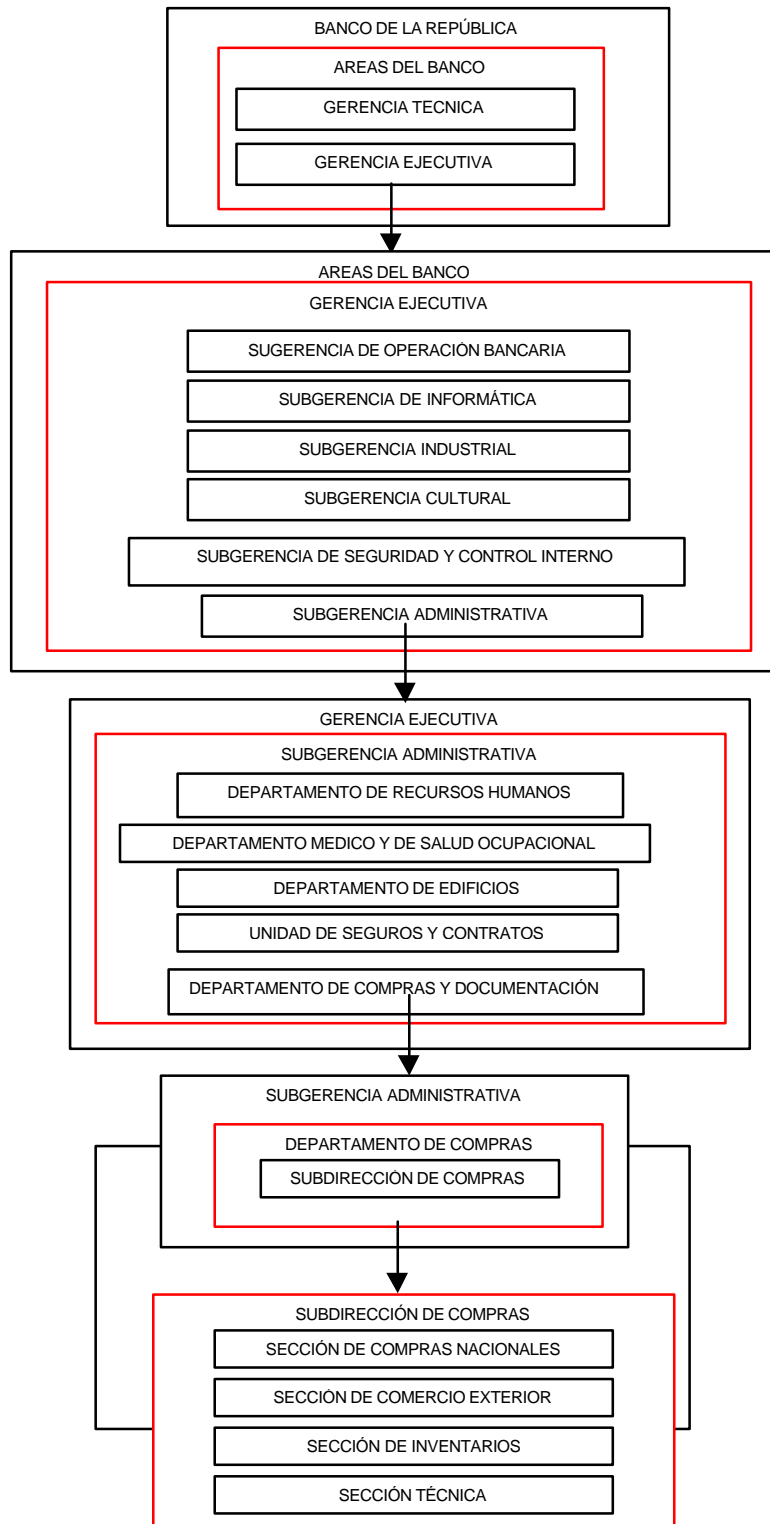 BANCO DE LA REPÚBLICA
AREAS DEL BANCO
GERENCIA TECNICA
GERENCIA EJECUTIVA
AREAS DEL BANCO
GERENCIA EJECUTIVA
SUGERENCIA DE OPERACIÓN BANCARIA
SUBGERENCIA DE INFORMÁTICA
SUBGERENCIA INDUSTRIAL
SUBGERENCIA CULTURAL
SUBGERENCIA DE SEGURIDAD Y CONTROL INTERNO
SUBGERENCIA ADMINISTRATIVA
GERENCIA EJECUTIVA
SUBGERENCIA ADMINISTRATIVA
DEPARTAMENTO DE RECURSOS HUMANOS
DEPARTAMENTO MEDICO Y DE SALUD OCUPACIONAL
DEPARTAMENTO DE EDIFICIOS
UNIDAD DE SEGUROS Y CONTRATOS
DEPARTAMENTO DE COMPRAS Y DOCUMENTACIÓN
SUBGERENCIA ADMINISTRATIVA
DEPARTAMENTO DE COMPRAS
SUBDIRECCIÓN DE COMPRAS
SUBDIRECCIÓN DE COMPRAS
SECCIÓN DE COMPRAS NACIONALES
SECCIÓN DE COMERCIO EXTERIOR
SECCIÓN DE INVENTARIOS
SECCIÓN TÉCNICA